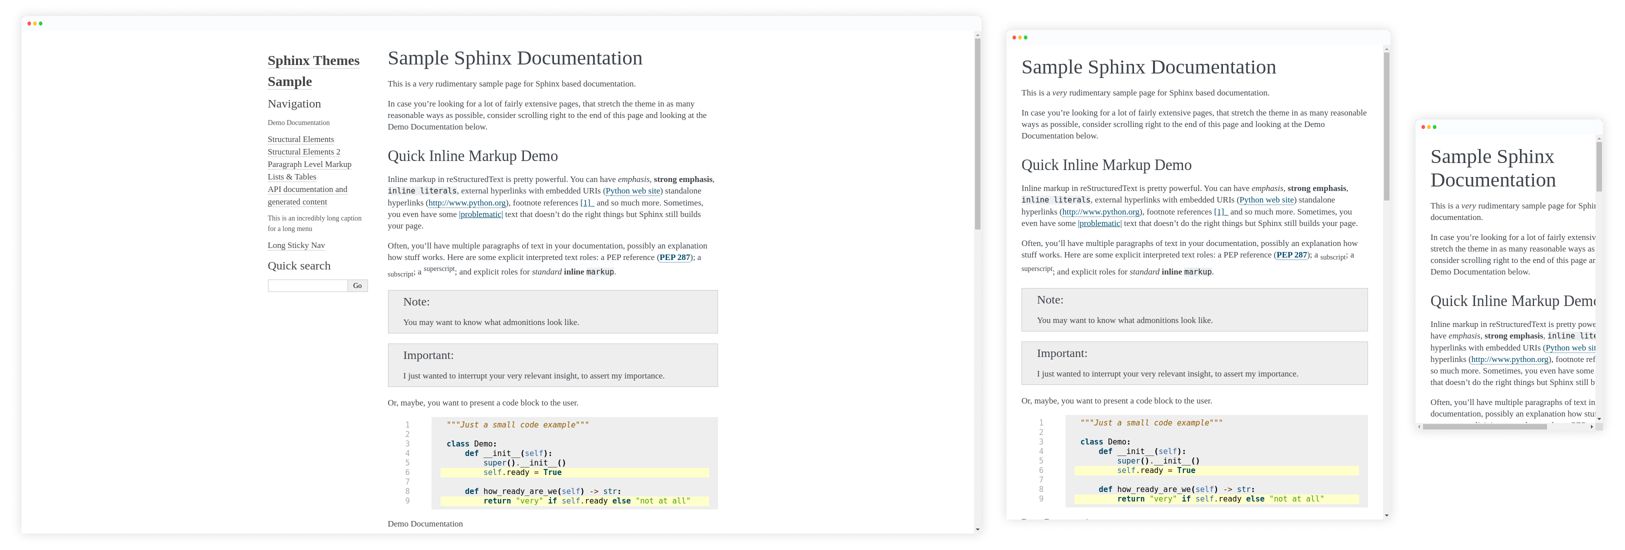 Sphinx Themes
Sample
Navigation
Demo Documentation
Structural Elements
Structural Elements 2
Paragraph Level Markup
Lists & Tables
API documentation and
generated content
This is an incredibly long caption
for a long menu
Long Sticky Nav
Quick search
Go
Sample Sphinx Documentation
This is a very rudimentary sample page for Sphinx based documentation.
In case you’re looking for a lot of fairly extensive pages, that stretch the theme in as many
reasonable ways as possible, consider scrolling right to the end of this page and looking at the
Demo Documentation below.
Quick Inline Markup Demo
Inline markup in reStructuredText is pretty powerful. You can have emphasis, strong emphasis,
inline literals, external hyperlinks with embedded URIs (Python web site) standalone
hyperlinks (http://www.python.org), footnote references [1]_ and so much more. Sometimes,
you even have some |problematic| text that doesn’t do the right things but Sphinx still builds
your page.
Often, you’ll have multiple paragraphs of text in your documentation, possibly an explanation
how stuff works. Here are some explicit interpreted text roles: a PEP reference (PEP 287); a
subscript; a superscript; and explicit roles for standard inline markup.
Note:
You may want to know what admonitions look like.
Important:
I just wanted to interrupt your very relevant insight, to assert my importance.
Or, maybe, you want to present a code block to the user.
1 """Just a small code example"""
2
3 class Demo:
4 def __init__(self):
5 super().__init__()
6 self.ready = True
7
8 def how_ready_are_we(self) -> str:
9 return "very" if self.ready else "not at all"
Demo Documentation
Sample Sphinx Documentation
This is a very rudimentary sample page for Sphinx based documentation.
In case you’re looking for a lot of fairly extensive pages, that stretch the theme in as many reasonable
ways as possible, consider scrolling right to the end of this page and looking at the Demo
Documentation below.
Quick Inline Markup Demo
Inline markup in reStructuredText is pretty powerful. You can have emphasis, strong emphasis,
inline literals, external hyperlinks with embedded URIs (Python web site) standalone
hyperlinks (http://www.python.org), footnote references [1]_ and so much more. Sometimes, you
even have some |problematic| text that doesn’t do the right things but Sphinx still builds your page.
Often, you’ll have multiple paragraphs of text in your documentation, possibly an explanation how
stuff works. Here are some explicit interpreted text roles: a PEP reference (PEP 287); a subscript; a
superscript; and explicit roles for standard inline markup.
Note:
You may want to know what admonitions look like.
Important:
I just wanted to interrupt your very relevant insight, to assert my importance.
Or, maybe, you want to present a code block to the user.
1 """Just a small code example"""
2
3 class Demo:
4 def __init__(self):
5 super().__init__()
6 self.ready = True
7
8 def how_ready_are_we(self) -> str:
9 return "very" if self.ready else "not at all"
Sample Sphinx
Documentation
This is a very rudimentary sample page for Sphin
documentation.
In case you’re looking for a lot of fairly extensiv
stretch the theme in as many reasonable ways as
consider scrolling right to the end of this page an
Demo Documentation below.
Quick Inline Markup Demo
Inline markup in reStructuredText is pretty powe
have emphasis, strong emphasis, inline lite
hyperlinks with embedded URIs (Python web sit
hyperlinks (http://www.python.org), footnote ref
so much more. Sometimes, you even have some
that doesn’t do the right things but Sphinx still b
Often, you’ll have multiple paragraphs of text in
documentation, possibly an explanation how stu